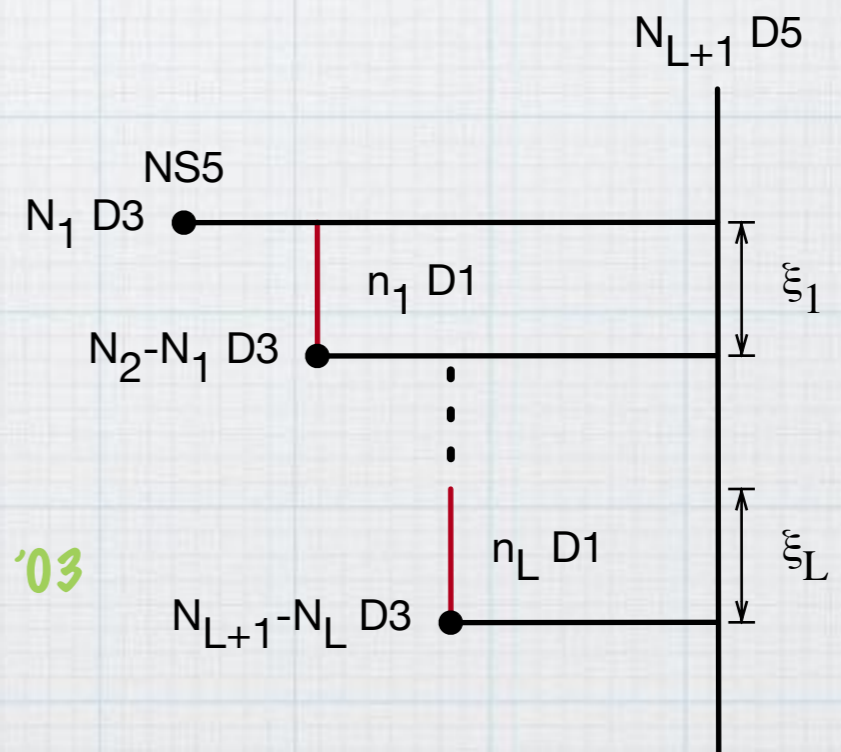 N_{L+1} D5
NS5
N_1 D3
n_1 D1
ξ_1
N_2-N_1 D3
'03
n_L D1
ξ_L
N_{L+1}-N_L D3